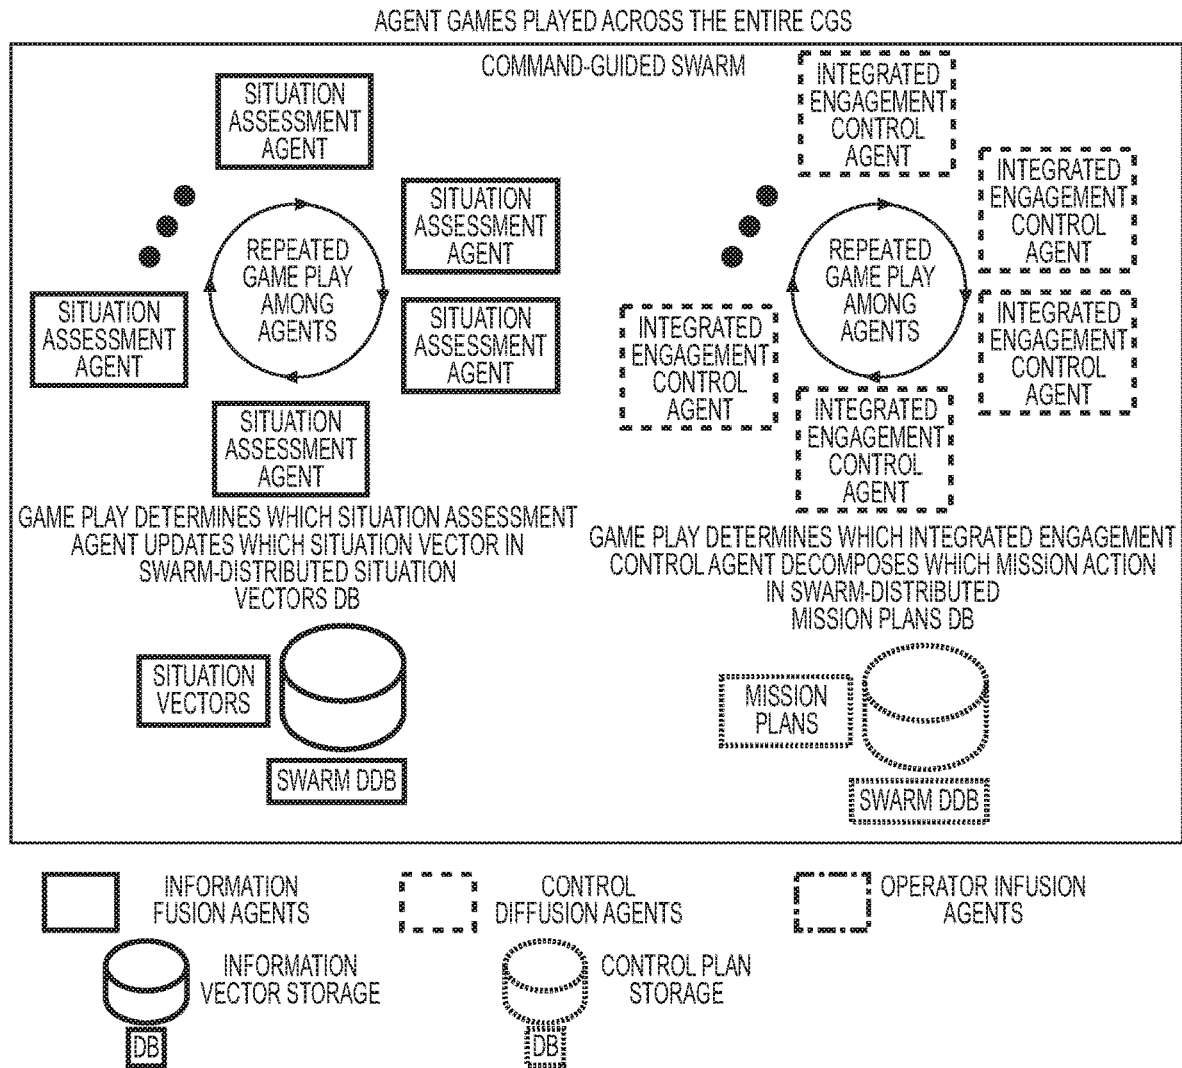 AGENT GAMES PLAYED ACROSS THE ENTIRE CGS
COMMAND-GUIDED SWARM
SITUATION
ASSESSMENT
AGENT
SITUATION
ASSESSMENT
AGENT
REPEATED
GAME PLAY
AMONG
AGENTS
SITUATION
ASSESSMENT
AGENT
SITUATION
ASSESSMENT
AGENT
SITUATION
ASSESSMENT
AGENT
GAME PLAY DETERMINES WHICH SITUATION ASSESSMENT
AGENT UPDATES WHICH SITUATION VECTOR IN
SWARM-DISTRIBUTED SITUATION
VECTORS DB
SITUATION
VECTORS
SWARM DDB
INTEGRATED
ENGAGEMENT
CONTROL
AGENT
INTEGRATED
ENGAGEMENT
CONTROL
AGENT
REPEATED
GAME PLAY
AMONG
AGENTS
INTEGRATED
ENGAGEMENT
CONTROL
AGENT
INTEGRATED
ENGAGEMENT
CONTROL
AGENT
INTEGRATED
ENGAGEMENT
CONTROL
AGENT
GAME PLAY DETERMINES WHICH INTEGRATED ENGAGEMENT
CONTROL AGENT DECOMPOSES WHICH MISSION ACTION
IN SWARM-DISTRIBUTED
MISSION PLANS DB
MISSION
PLANS
SWARM DDB
INFORMATION
FUSION AGENTS
CONTROL
DIFFUSION AGENTS
OPERATOR INFUSION
AGENTS
INFORMATION
VECTOR STORAGE
DB
CONTROL PLAN
STORAGE
DB